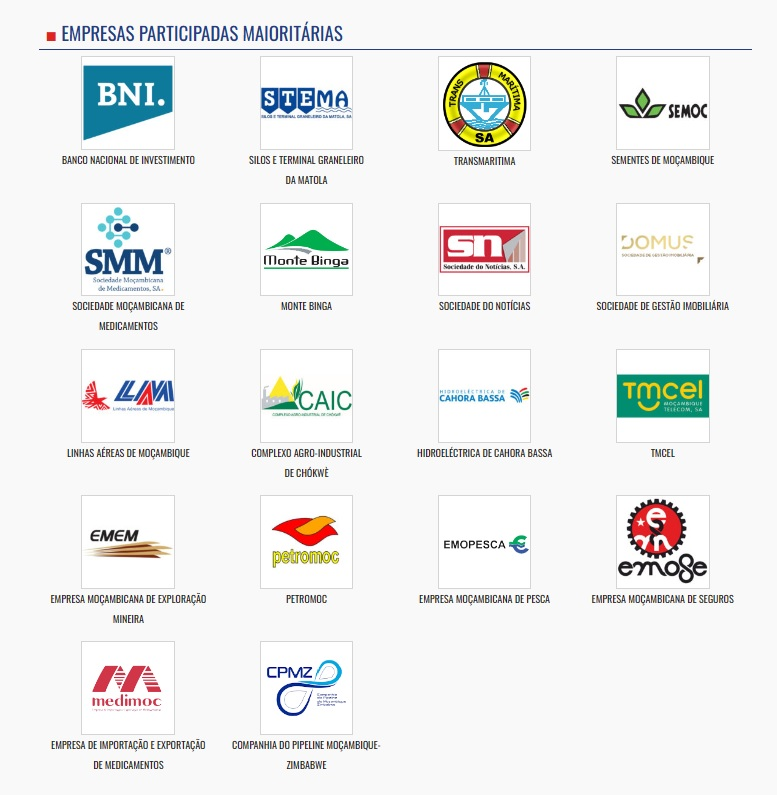 EMPRESAS PARTICIPADAS MAIORITÁRIAS
BNI.
BANCO NACIONAL DE INVESTIMENTO
STEMA
SILOS E TERMINAL GRANELEIRO DA MATOLA, SA
SILOS E TERMINAL GRANELEIRO
DA MATOLA
TRANS MARÍTIMA
SA
TRANSMARITIMA
SEMOC
SEMENTES DE MOÇAMBIQUE
SMM®
Sociedade Moçambicana
de Medicamentos, SA.
SOCIEDADE MOÇAMBICANA DE
MEDICAMENTOS
Monte Binga
MONTE BINGA
sn
Sociedade do Notícias, S.A.
SOCIEDADE DO NOTÍCIAS
DOMUS
SOCIEDADE DE GESTÃO IMOBILIÁRIA
SOCIEDADE DE GESTÃO IMOBILIÁRIA
LAM
Linhas Aéreas de Moçambique
LINHAS AÉREAS DE MOÇAMBIQUE
CAIC
COMPLEXO AGRO-INDUSTRIAL DE CHÓKWÈ
COMPLEXO AGRO-INDUSTRIAL
DE CHÓKWÈ
HIDROELÉCTRICA DE
CAHORA BASSA
HIDROELÉCTRICA DE CAHORA BASSA
Tmcel
MOÇAMBIQUE
TELECOM, SA
TMCEL
EMEM
EMPRESA MOÇAMBICANA DE EXPLORAÇÃO
MINEIRA
petromoc
PETROMOC
EMOPESCA
EMPRESA MOÇAMBICANA DE PESCA
emose
EMPRESA MOÇAMBICANA DE SEGUROS
medimoc
EMPRESA DE IMPORTAÇÃO E EXPORTAÇÃO
DE MEDICAMENTOS
CPMZ
Companhia
do Pipeline
Moçambique
Zimbabwe
COMPANHIA DO PIPELINE MOÇAMBIQUE-
ZIMBABWE